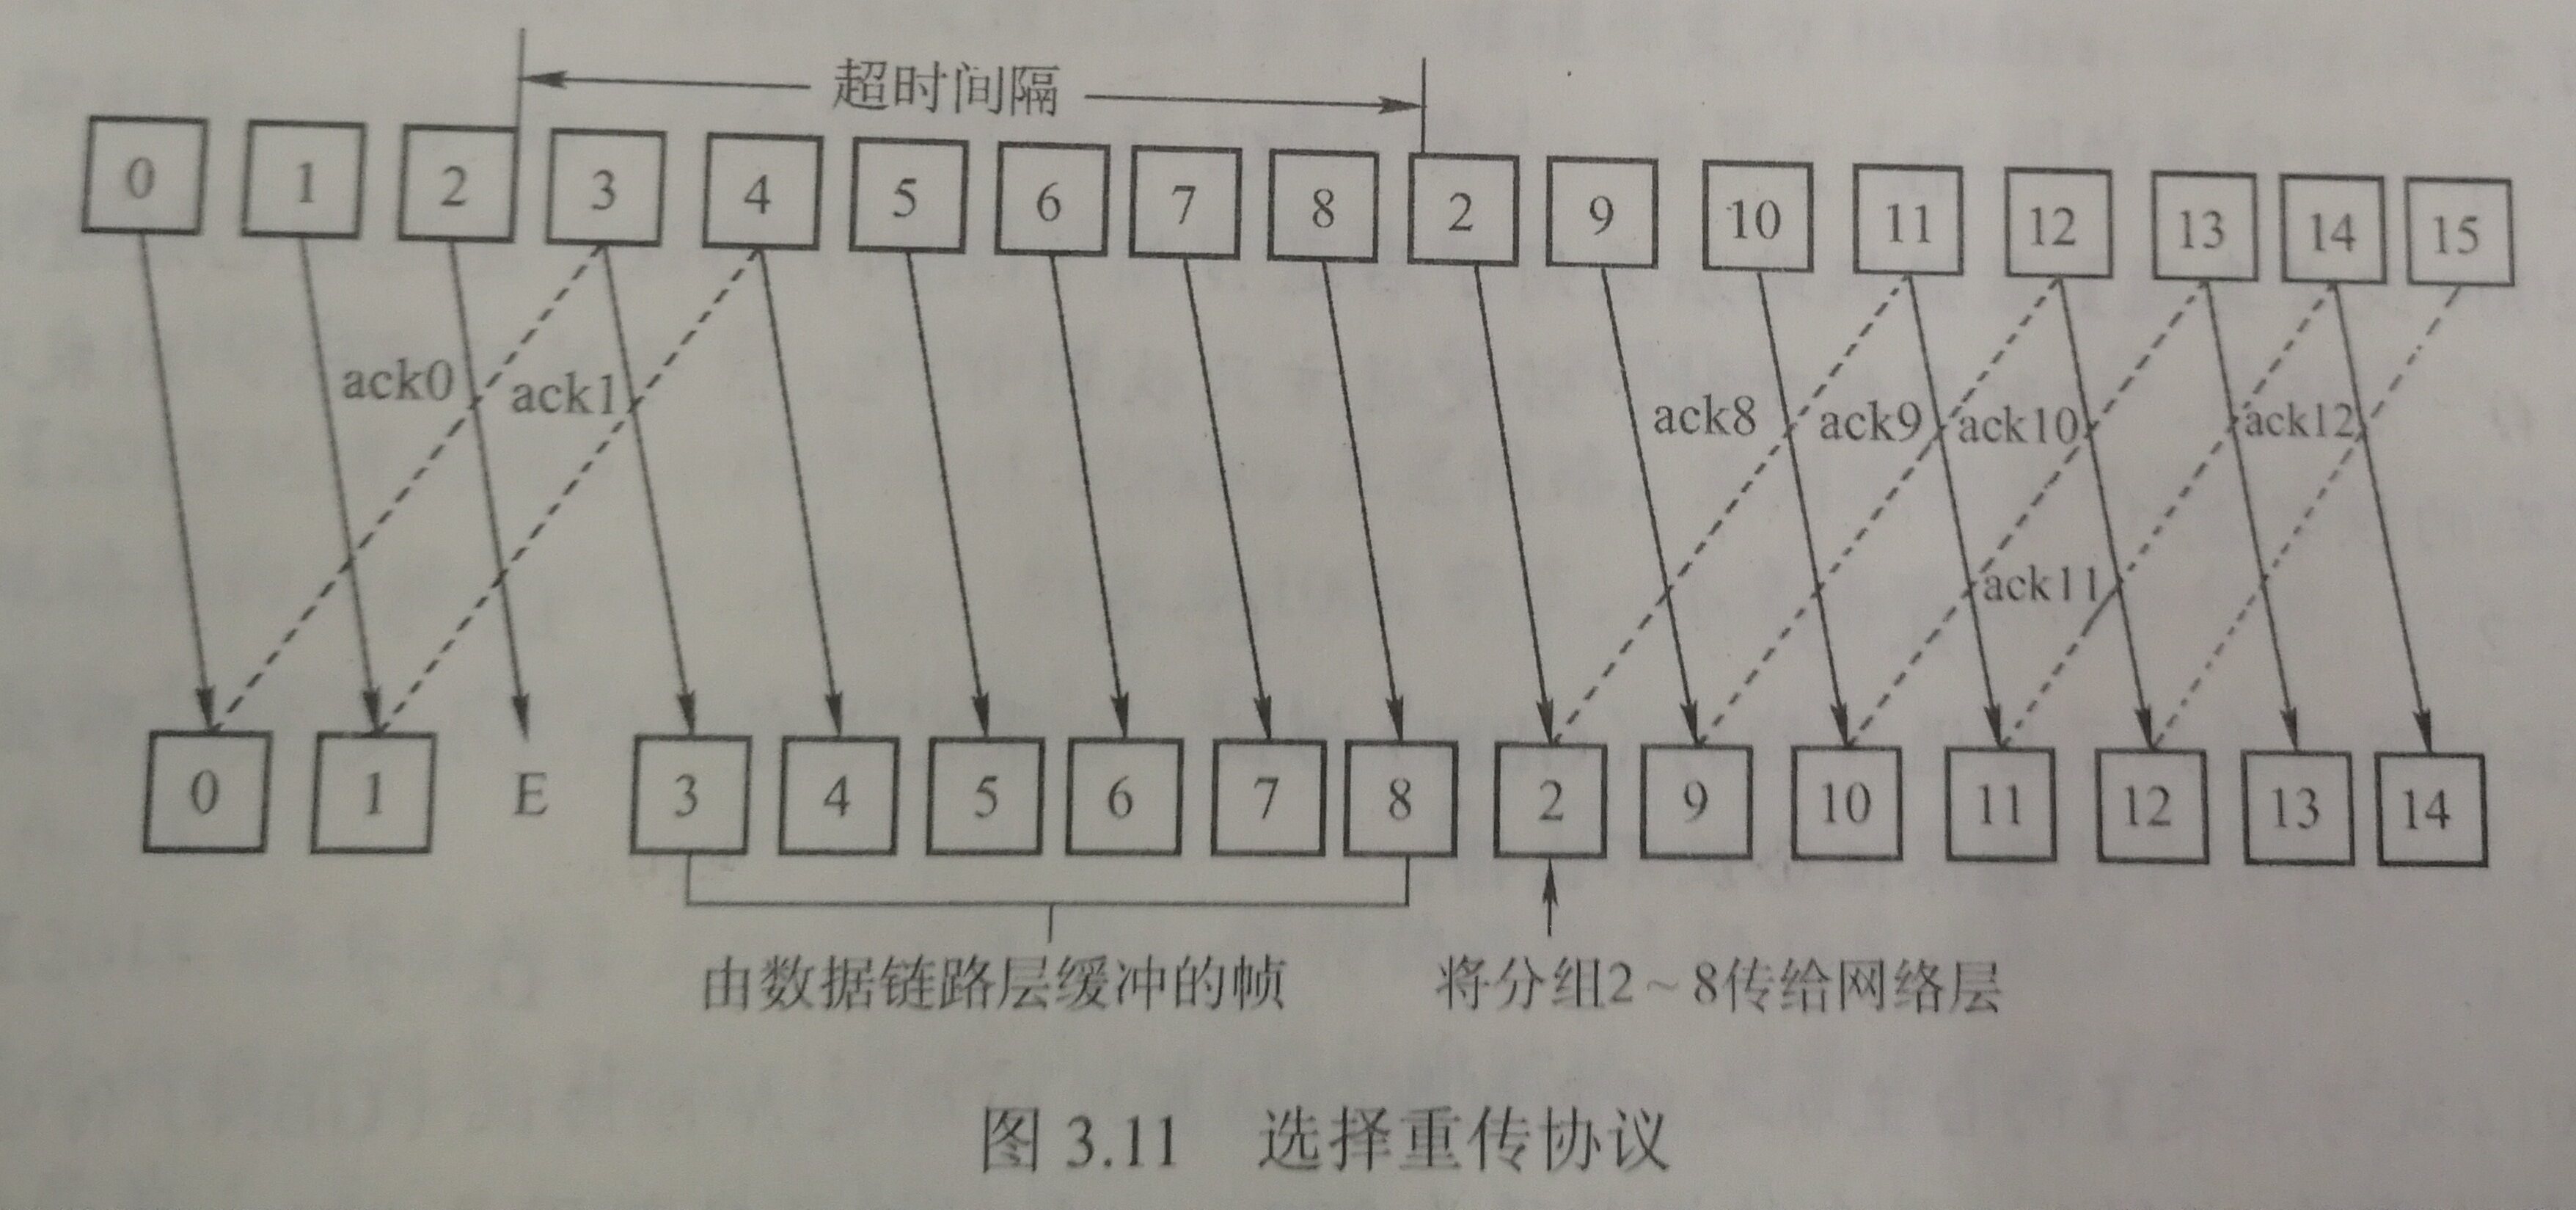 超时间隔
0 1 2 3 4 5 6 7 8 2 9 10 11 12 13 14 15
ack0 ack1 ack8 ack9 ack10 ack12
ack11
0 1 E 3 4 5 6 7 8 2 9 10 11 12 13 14
由数据链路层缓冲的帧 将分组2~8传给网络层
图 3.11 选择重传协议